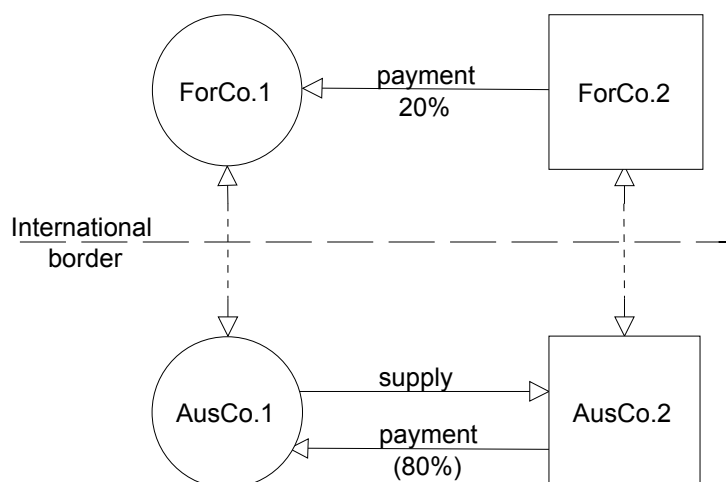 ForCo.1
payment
20%
ForCo.2
International
border
AusCo.1
supply
payment
(80%)
AusCo.2